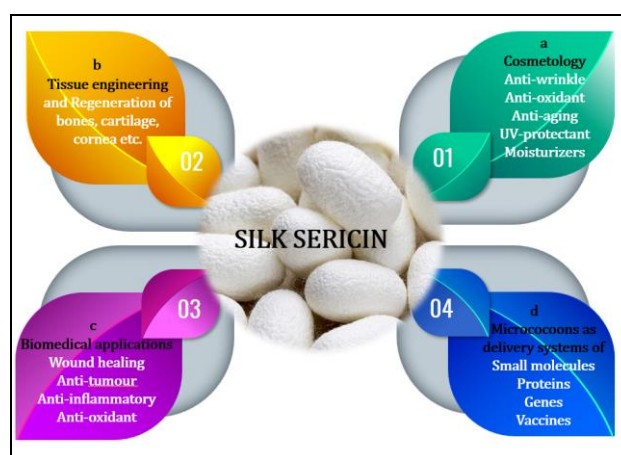 a
Cosmetology
Anti-wrinkle
Anti-oxidant
Anti-aging
UV-protectant
Moisturizers
01
b
Tissue engineering
and Regeneration of
bones, cartilage,
cornea etc.
02
SILK SERICIN
03
c
Biomedical applications
Wound healing
Anti-tumour
Anti-inflammatory
Anti-oxidant
04
d
Micrococoons as
delivery systems of
Small molecules
Proteins
Genes
Vaccines